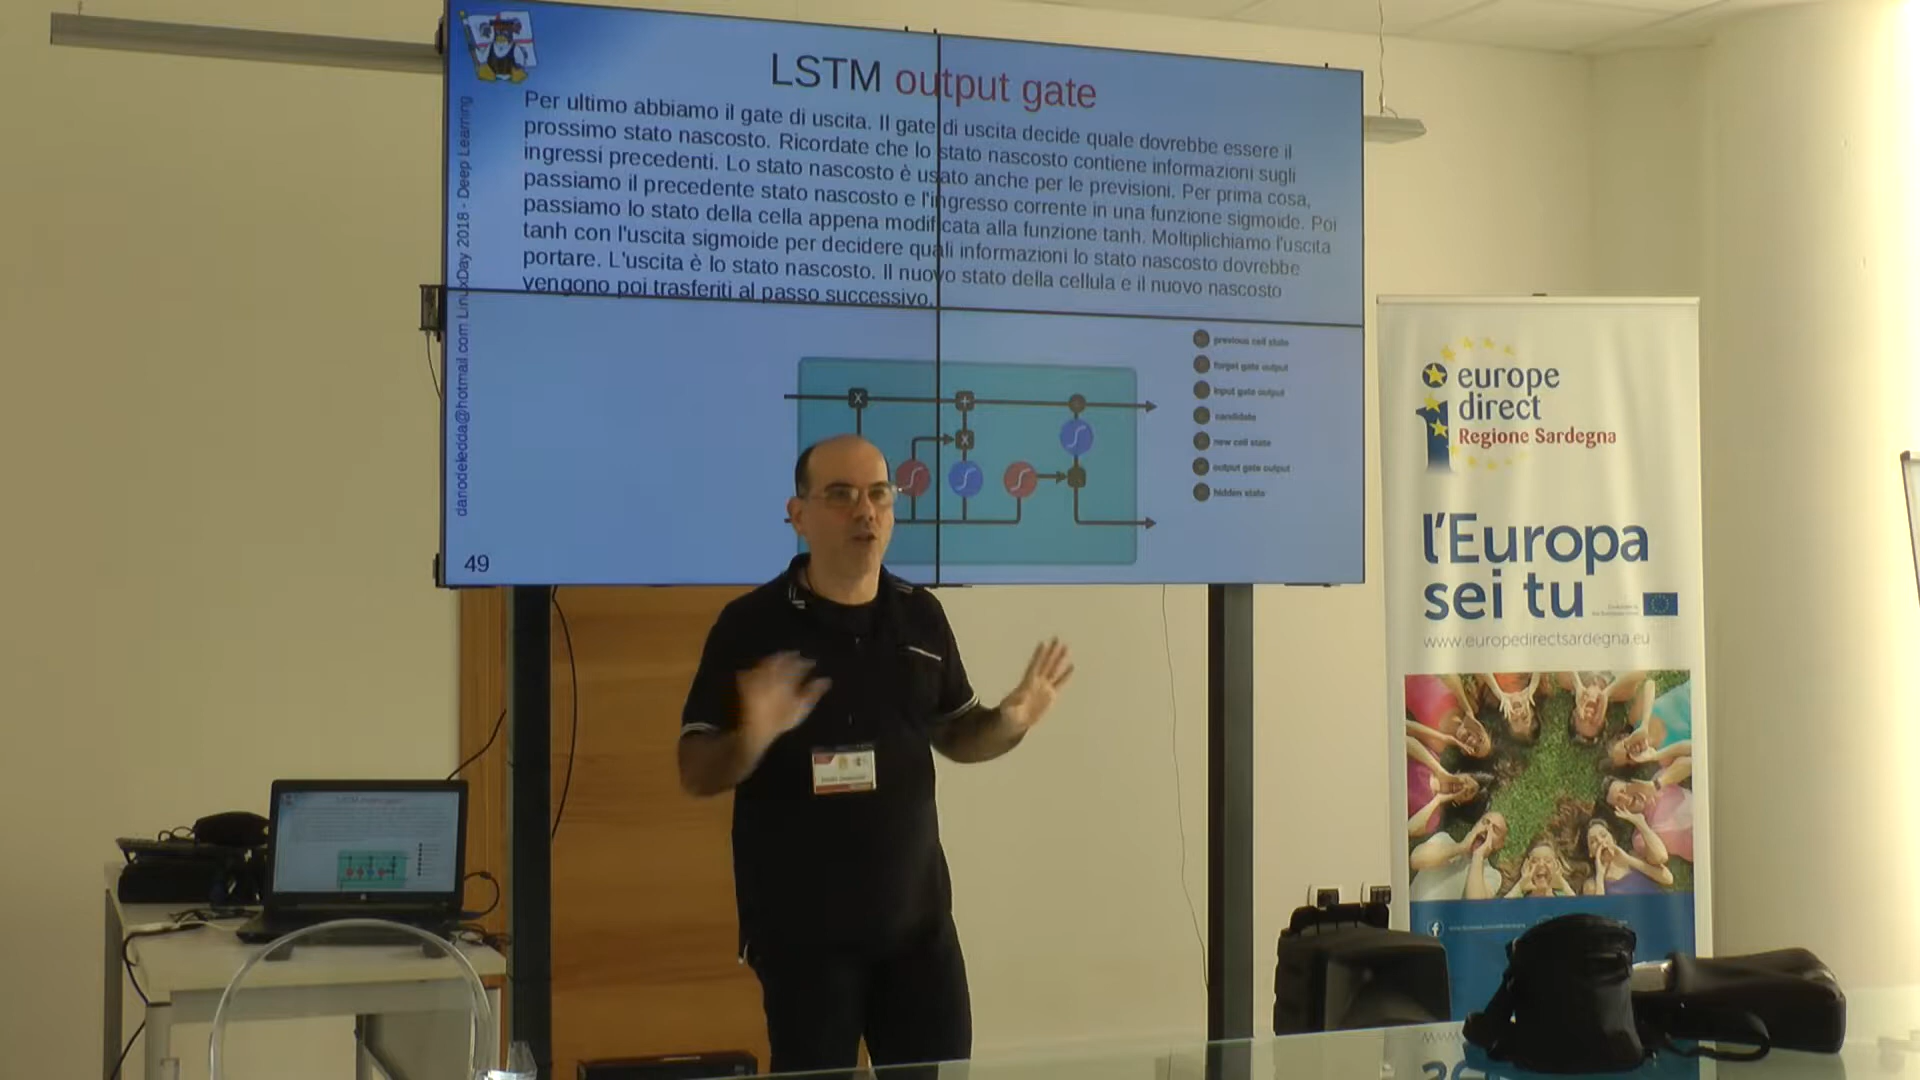 LSTM output gate
Per ultimo abbiamo il gate di uscita. Il gate di uscita decide quale dovrebbe essere il
prossimo stato nascosto. Ricordate che lo stato nascosto contiene informazioni sugli
ingressi precedenti. Lo stato nascosto è usato anche per le previsioni. Per prima cosa,
passiamo il precedente stato nascosto e l'ingresso corrente in una funzione sigmoide. Poi
passiamo lo stato della cella appena modificata alla funzione tanh. Moltiplichiamo l'uscita
tanh con l'uscita sigmoide per decidere quali informazioni lo stato nascosto dovrebbe
portare. L'uscita è lo stato nascosto. Il nuovo stato della cellula e il nuovo nascosto
vengono poi trasferiti al passo successivo.
dariodeledda@hotmail.com LinuxDay 2018 - Deep Learning
previous cell state
forget gate output
input gate output
candidate
new cell state
output gate output
hidden state
X
+
X
49
europe
direct
Regione Sardegna
l'Europa
sei tu
www.europedirectsardegna.eu